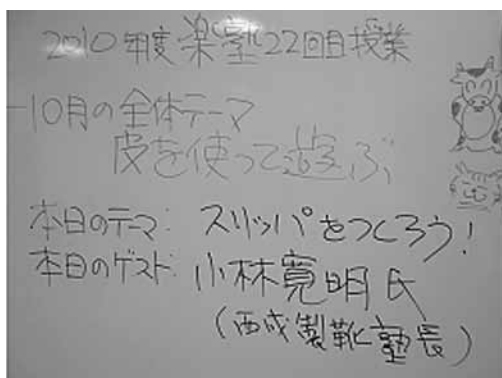 2010年度楽塾22回目授業
10月の全体テーマ
皮を使って遊ぶ
本日のテーマ: スリッパをつくろう!
本日のゲスト: 小林寛明氏
(西成製靴塾長)